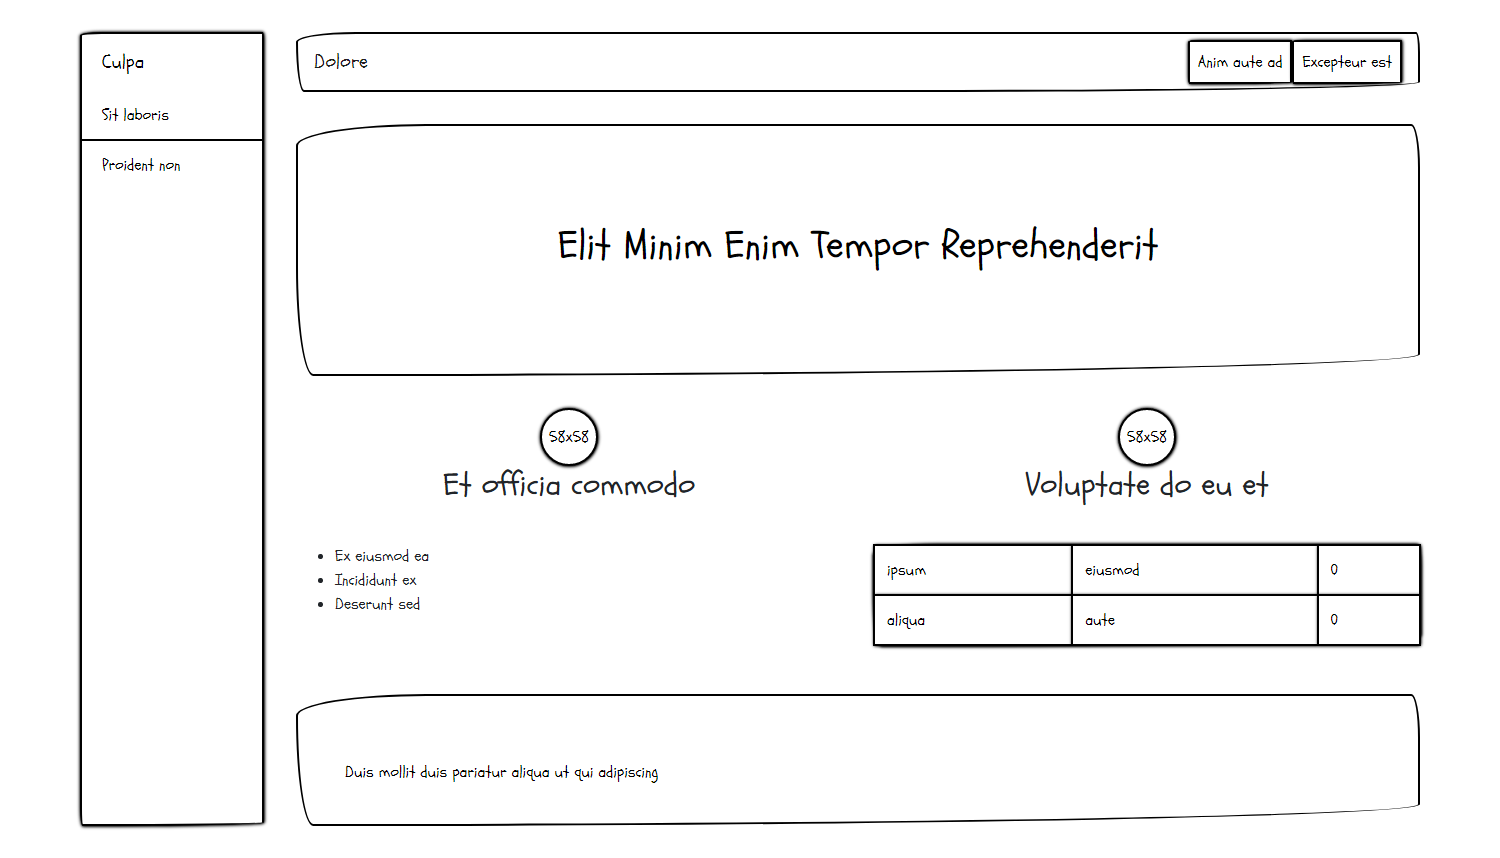 Culpa
Sit laboris
Proident non
Dolore
Anim aute ad
Excepteur est
Elit Minim Enim Tempor Reprehenderit
58x58
Et officia commodo
Ex eiusmod ea
Incididunt ex
Deserunt sed
58x58
Voluptate do eu et
ipsum eiusmod 0
aliqua aute 0
Duis mollit duis pariatur aliqua ut qui adipiscing